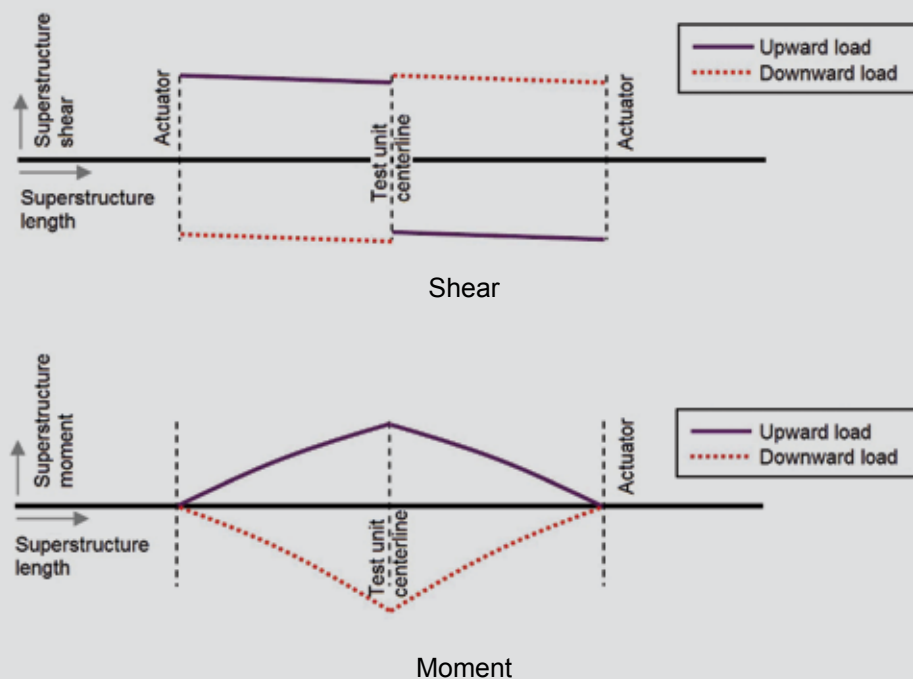 Superstructure
shear
Actuator
Test unit
centerline
Actuator
Upward load
Downward load
Superstructure
length
Shear
Superstructure
moment
Actuator
Upward load
Downward load
Test unit
centerline
Superstructure
length
Moment